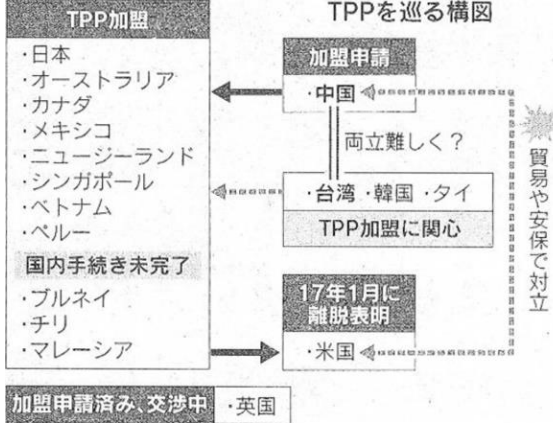 TPPを巡る構図
TPP加盟
・日本
・オーストラリア
・カナダ
・メキシコ
・ニュージーランド
・シンガポール
・ベトナム
・ペルー
国内手続き未完了
・ブルネイ
・チリ
・マレーシア
加盟申請
・中国
両立難しく?
・台湾・韓国・タイ
TPP加盟に関心
17年1月に
離脱表明
・米国
貿易や安保で対立
加盟申請済み、交渉中
・英国